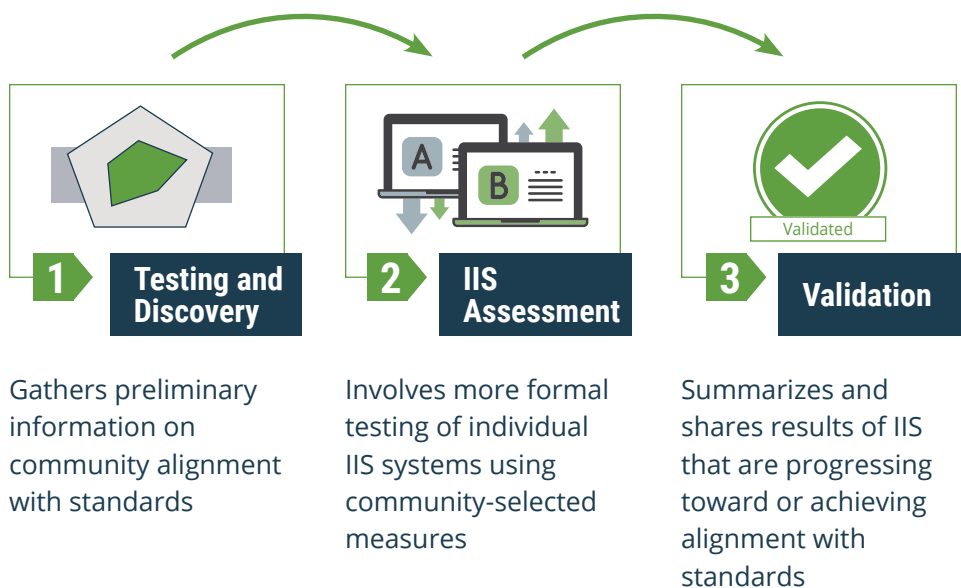 1
Testing and
Discovery
Gathers preliminary
information on
community alignment
with standards
A
B
2
IIS
Assessment
Involves more formal
testing of individual
IIS systems using
community-selected
measures
Validated
3
Validation
Summarizes and
shares results of IIS
that are progressing
toward or achieving
alignment with
standards